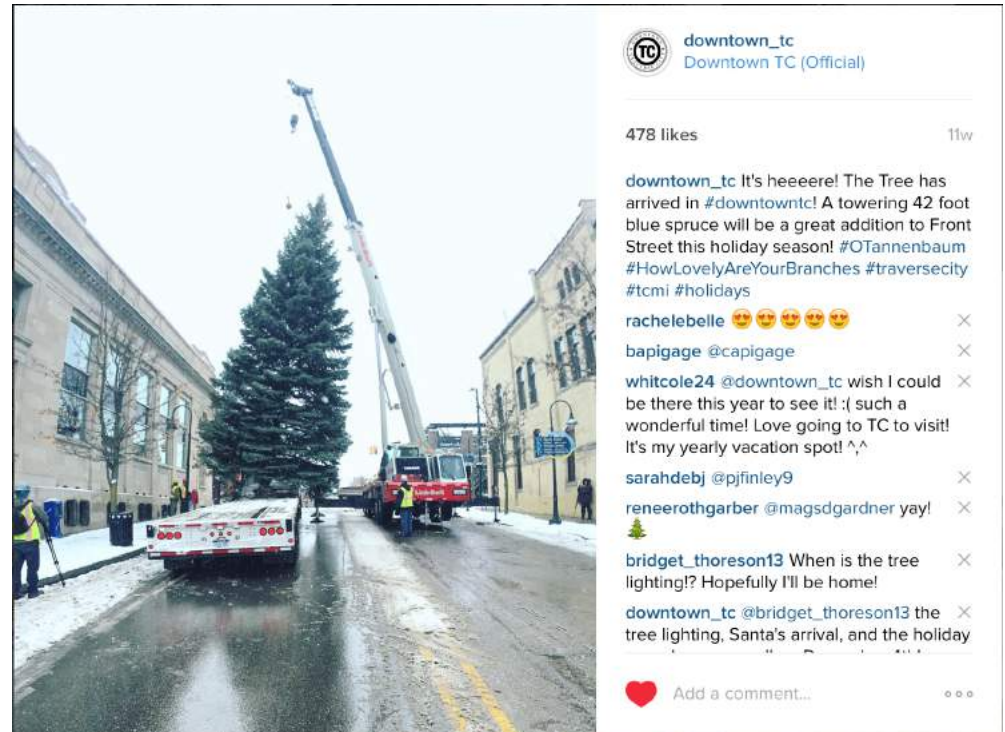 TC
downtown_tc
Downtown TC (Official)
478 likes
11w
downtown_tc It's heeeere! The Tree has
arrived in #downtowntc! A towering 42 foot
blue spruce will be a great addition to Front
Street this holiday season! #OTannenbaum
#HowLovelyAreYourBranches #traversecity
#tcmi #holidays
rachelebelle 😍😍😍😍😍
bapigage @capigage
whitcole24 @downtown_tc wish I could
be there this year to see it! :( such a
wonderful time! Love going to TC to visit!
It's my yearly vacation spot! ^,^
sarahdebj @pjfinley9
reneerothgarber @magsdgardner yay!
🎄
bridget_thoreson13 When is the tree
lighting!? Hopefully I'll be home!
downtown_tc @bridget_thoreson13 the
tree lighting, Santa's arrival, and the holiday
Add a comment...